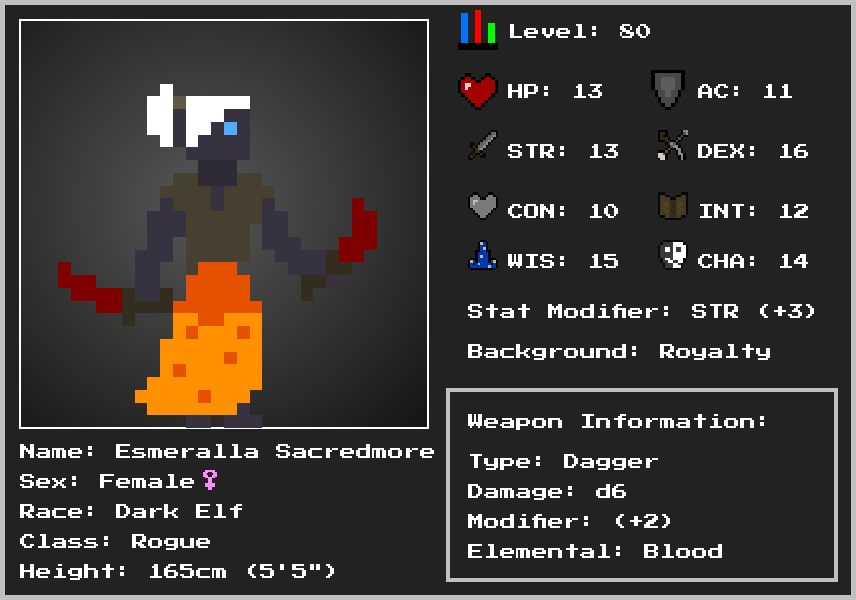 Level: 80
HP: 13 AC: 11
STR: 13 DEX: 16
CON: 10 INT: 12
WIS: 15 CHA: 14
Stat Modifier: STR (+3)
Background: Royalty
Weapon Information:
Type: Dagger
Damage: d6
Modifier: (+2)
Elemental: Blood
Name: Esmeralla Sacredmore
Sex: Female♀
Race: Dark Elf
Class: Rogue
Height: 165cm (5'5")